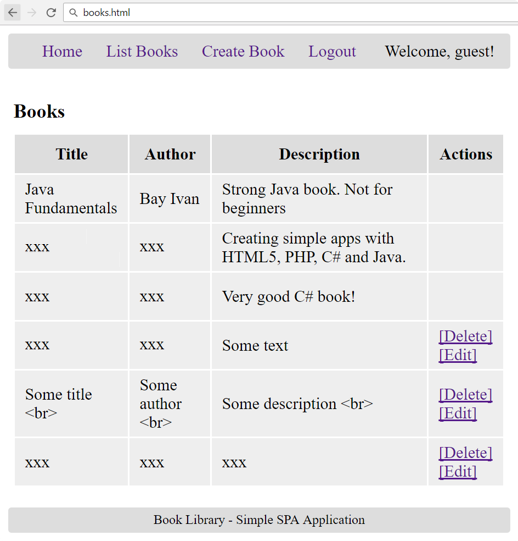 books.html
Home List Books Create Book Logout Welcome, guest!
Books
Title Author Description Actions
Java
Fundamentals
Bay Ivan
Strong Java book. Not for
beginners
xxx
xxx
Creating simple apps with
HTML5, PHP, C# and Java.
xxx
xxx
Very good C# book!
xxx
xxx
Some text
[Delete]
[Edit]
Some title
<br>
Some
author
<br>
Some description <br>
[Delete]
[Edit]
xxx
xxx
xxx
[Delete]
[Edit]
Book Library - Simple SPA Application